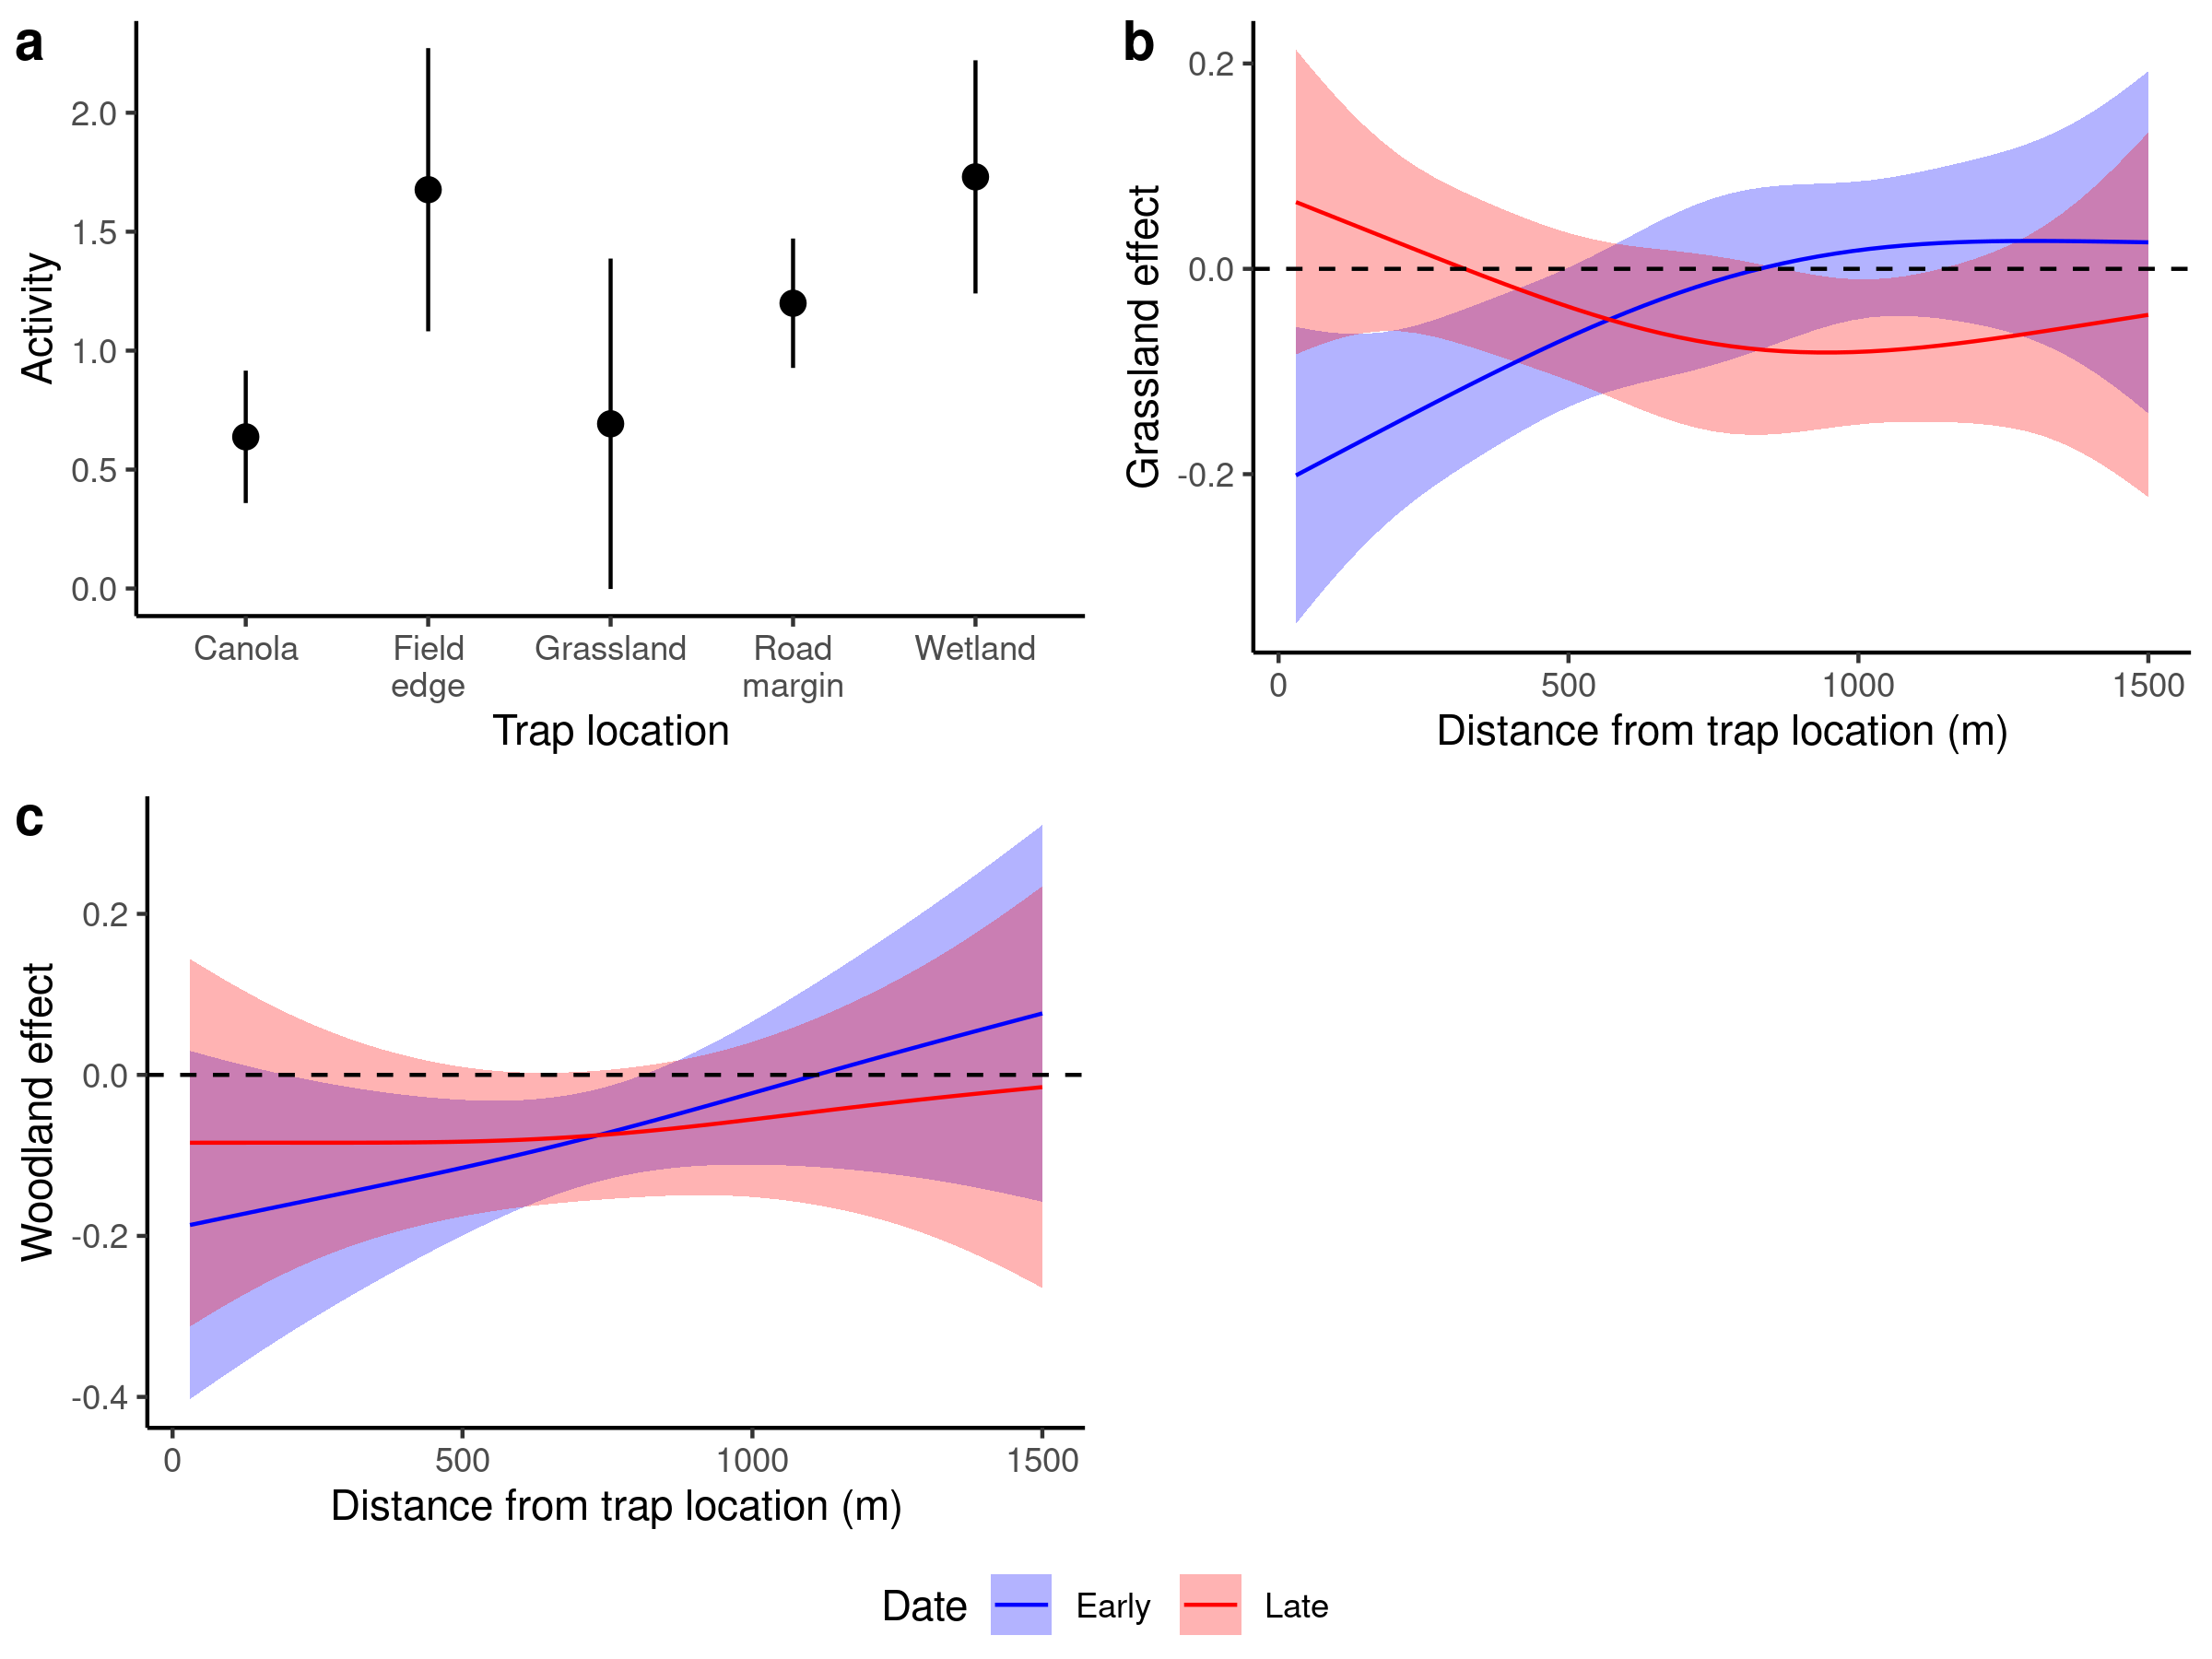 a
2.0
1.5
1.0
0.5
0.0
Activity
Canola
Field
edge
Grassland
Road
margin
Wetland
Trap location
b
0.2
0.0
-0.2
Grassland effect
0
500
1000
1500
Distance from trap location (m)
c
0.2
0.0
-0.2
-0.4
Woodland effect
0
500
1000
1500
Distance from trap location (m)
Date
Early
Late